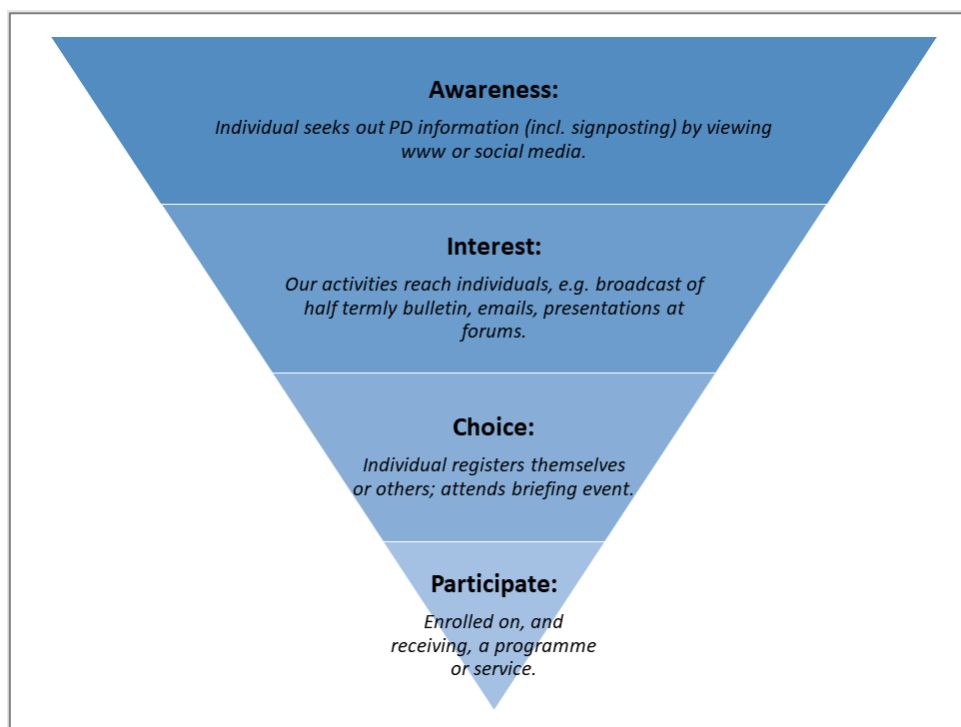 Awareness:
Individual seeks out PD information (incl. signposting) by viewing
www or social media.
Interest:
Our activities reach individuals, e.g. broadcast of
half termly bulletin, emails, presentations at
forums.
Choice:
Individual registers themselves
or others; attends briefing event.
Participate:
Enrolled on, and
receiving, a programme
or service.